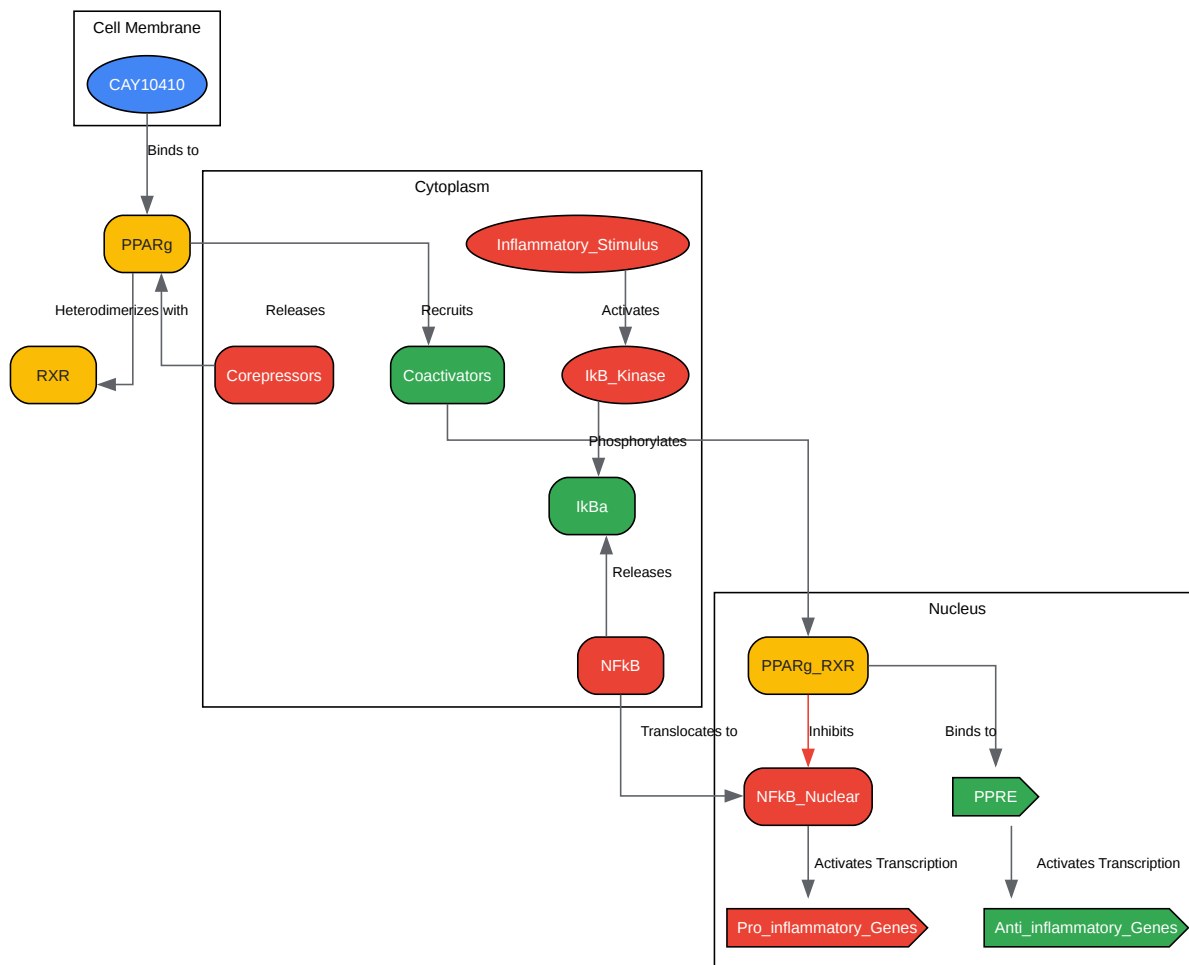 Cell Membrane
CAY10410
Binds to
Cytoplasm
PPARg
Inflammatory_Stimulus
Heterodimerizes with
Releases
Recruits
Activates
RXR
Corepressors
Coactivators
IkB_Kinase
Phosphorylates
IkBa
Releases
Nucleus
NFkB
PPARg_RXR
Translocates to
Inhibits
Binds to
NFkB_Nuclear
PPRE
Activates Transcription
Activates Transcription
Pro_inflammatory_Genes
Anti_inflammatory_Genes